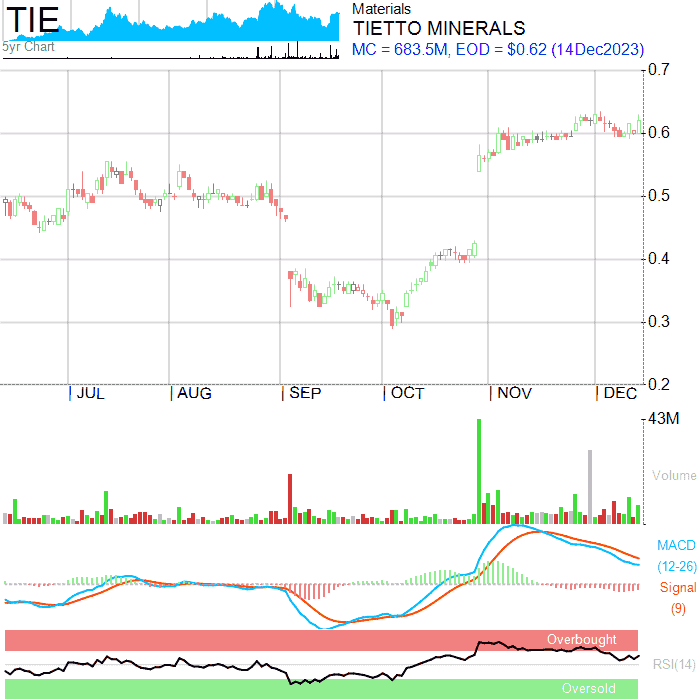 TIE
5yr Chart
Materials
TIETTO MINERALS
MC = 683.5M, EOD = $0.62 (14Dec2023)
0.7
0.6
0.5
0.4
0.3
0.2
JUL AUG SEP OCT NOV DEC
43M
Volume
MACD
(12-26)
Signal
(9)
Overbought
RSI(14)
Oversold